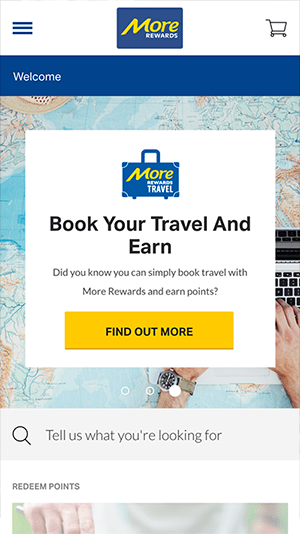 More
REWARDS
Welcome
More
REWARDS
TRAVEL
Book Your Travel And
Earn
Did you know you can simply book travel with
More Rewards and earn points?
FIND OUT MORE
Tell us what you're looking for
REDEEM POINTS